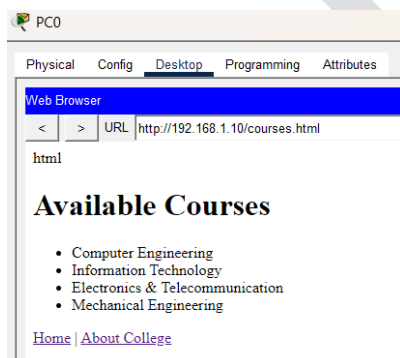 PC0
Physical Config Desktop Programming Attributes
Web Browser
< > URL http://192.168.1.10/courses.html
html
Available Courses
• Computer Engineering
• Information Technology
• Electronics & Telecommunication
• Mechanical Engineering
Home | About College